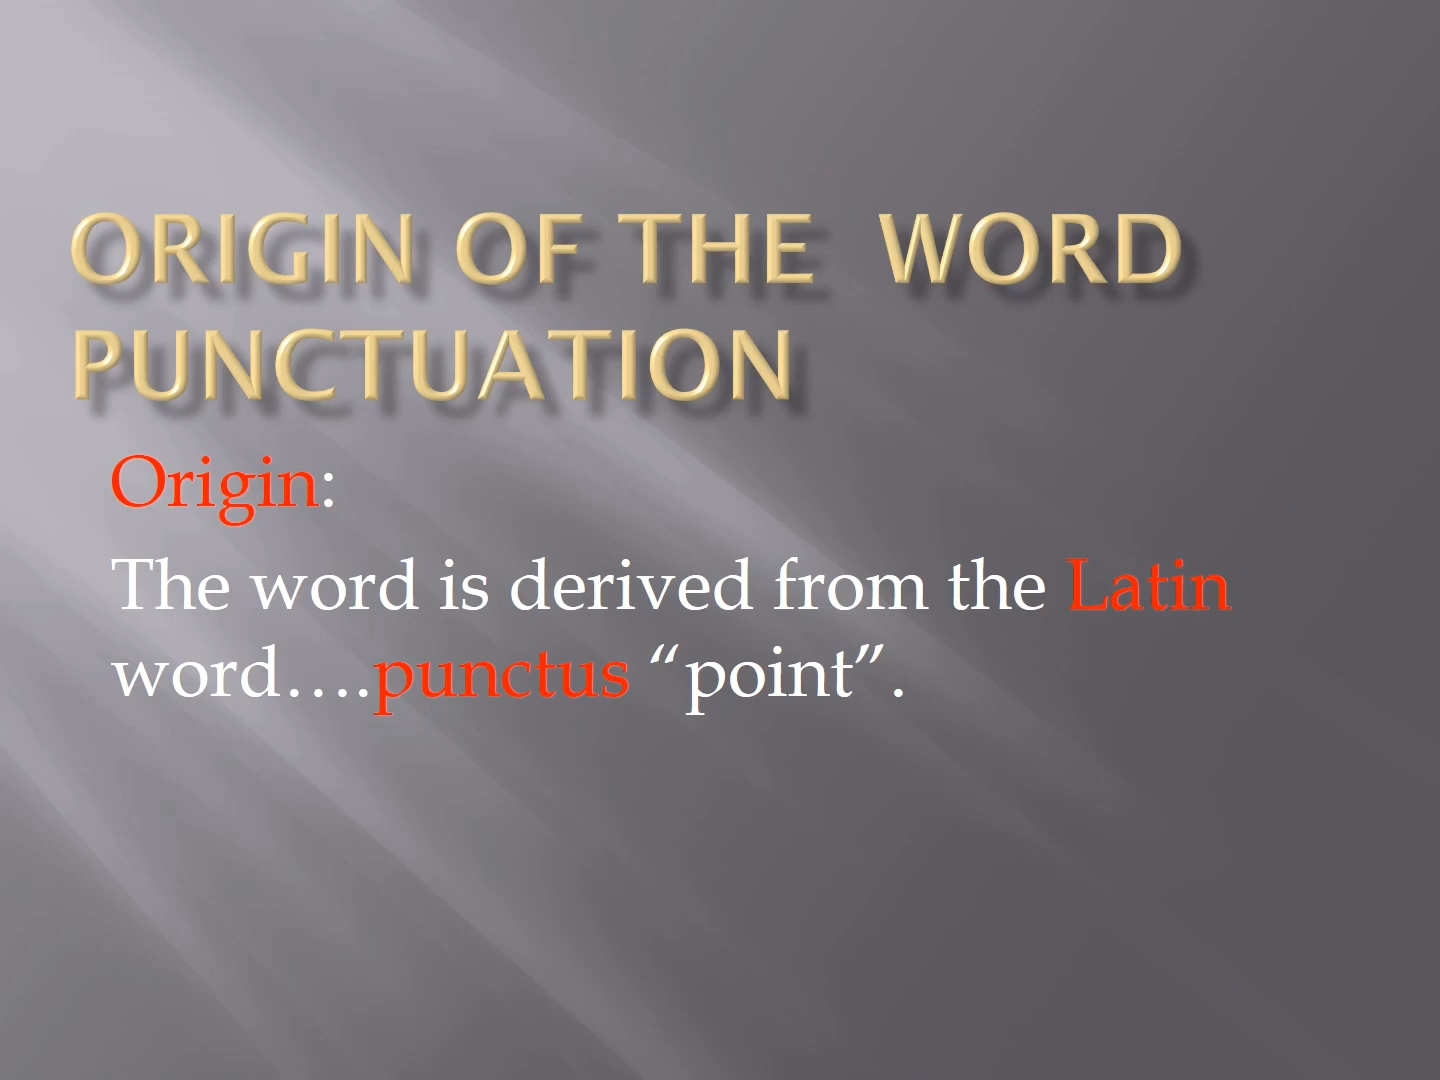 ORIGIN OF THE  WORD
PUNCTUATION
Origin:
The word is derived from the Latin
word….punctus “point”.